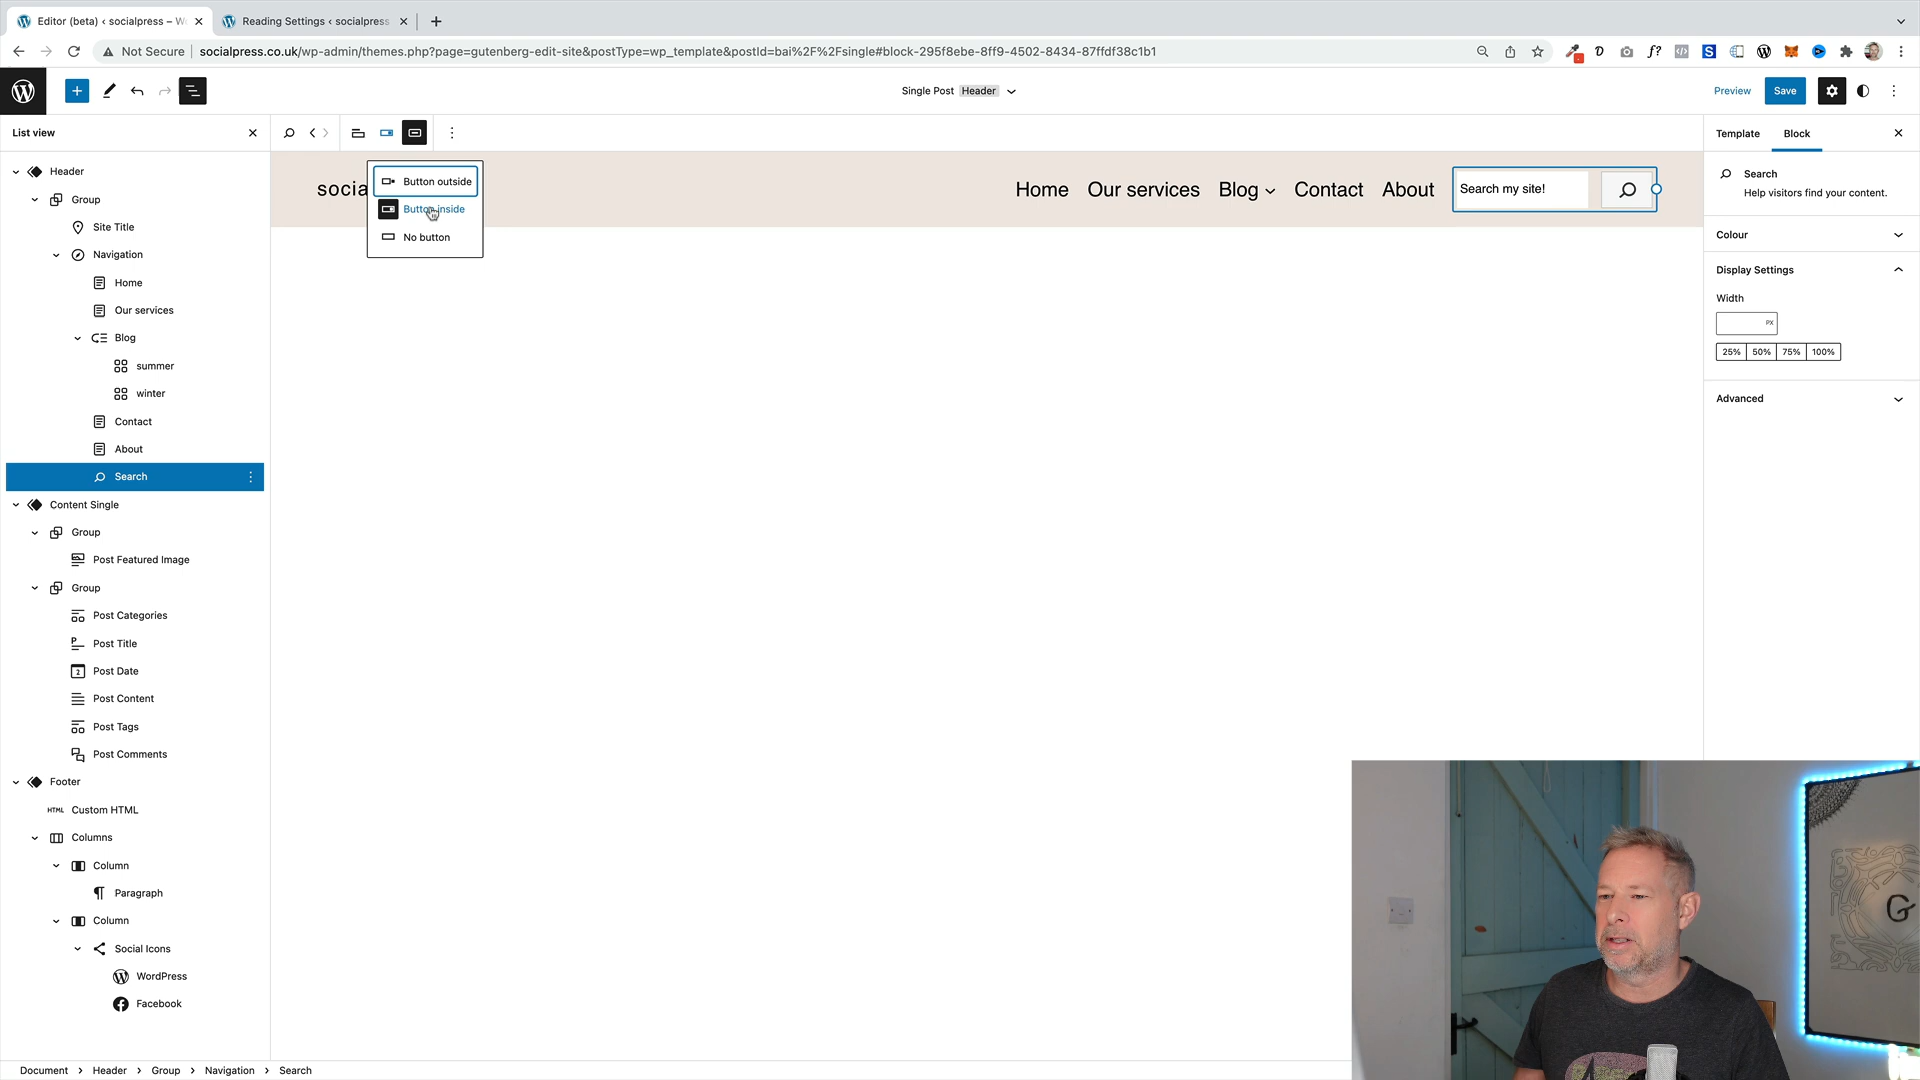 Editor (beta) ‹ socialpress – W
Reading Settings ‹ socialpress
Not Secure
socialpress.co.uk/wp-admin/themes.php?page=gutenberg-edit-site&postType=wp_template&postId=bai%2F%2Fsingle#block-295f8ebe-8ff9-4502-8434-87ffdf38c1b1
Single Post Header
Preview
Save
List view
Template
Block
Header
Group
Site Title
Navigation
Home
Our services
Blog
summer
winter
Contact
About
Search
Content Single
Group
Post Featured Image
Group
Post Categories
Post Title
Post Date
Post Content
Post Tags
Post Comments
Footer
HTML Custom HTML
Columns
Column
Paragraph
Column
Social Icons
WordPress
Facebook
socia
Button outside
Button inside
No button
Home Our services Blog Contact About
Search my site!
Search
Help visitors find your content.
Colour
Display Settings
Width
PX
25% 50% 75% 100%
Advanced
G
Document > Header > Group > Navigation > Search